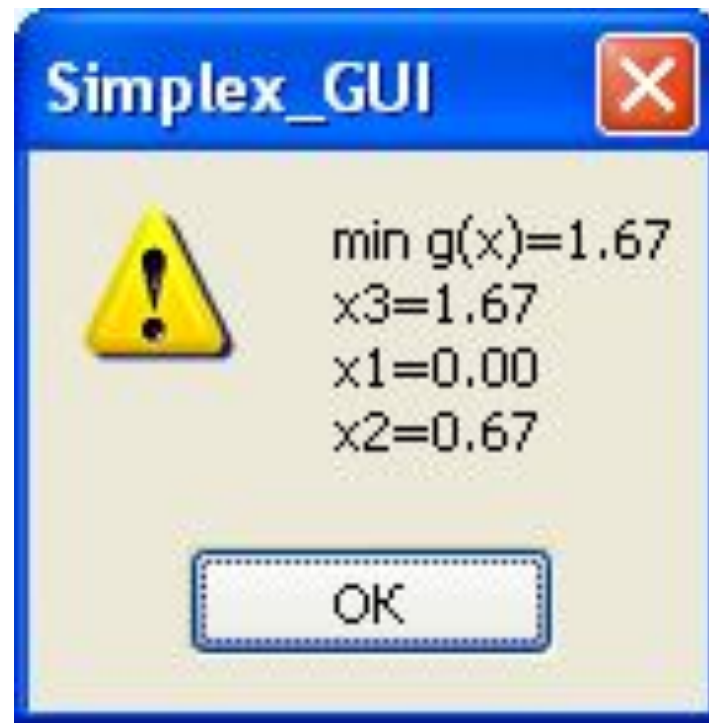 Simplex_GUI
min g(x)=1.67
x3=1.67
x1=0.00
x2=0.67
OK